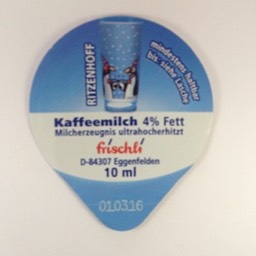 RITZENHOFF
mindestens haltbar
bis: siehe Lasche
Kaffeemilch 4% Fett
Milcherzeugnis ultrahocherhitzt
frischli
D-84307 Eggenfelden
10 ml
01.03.16